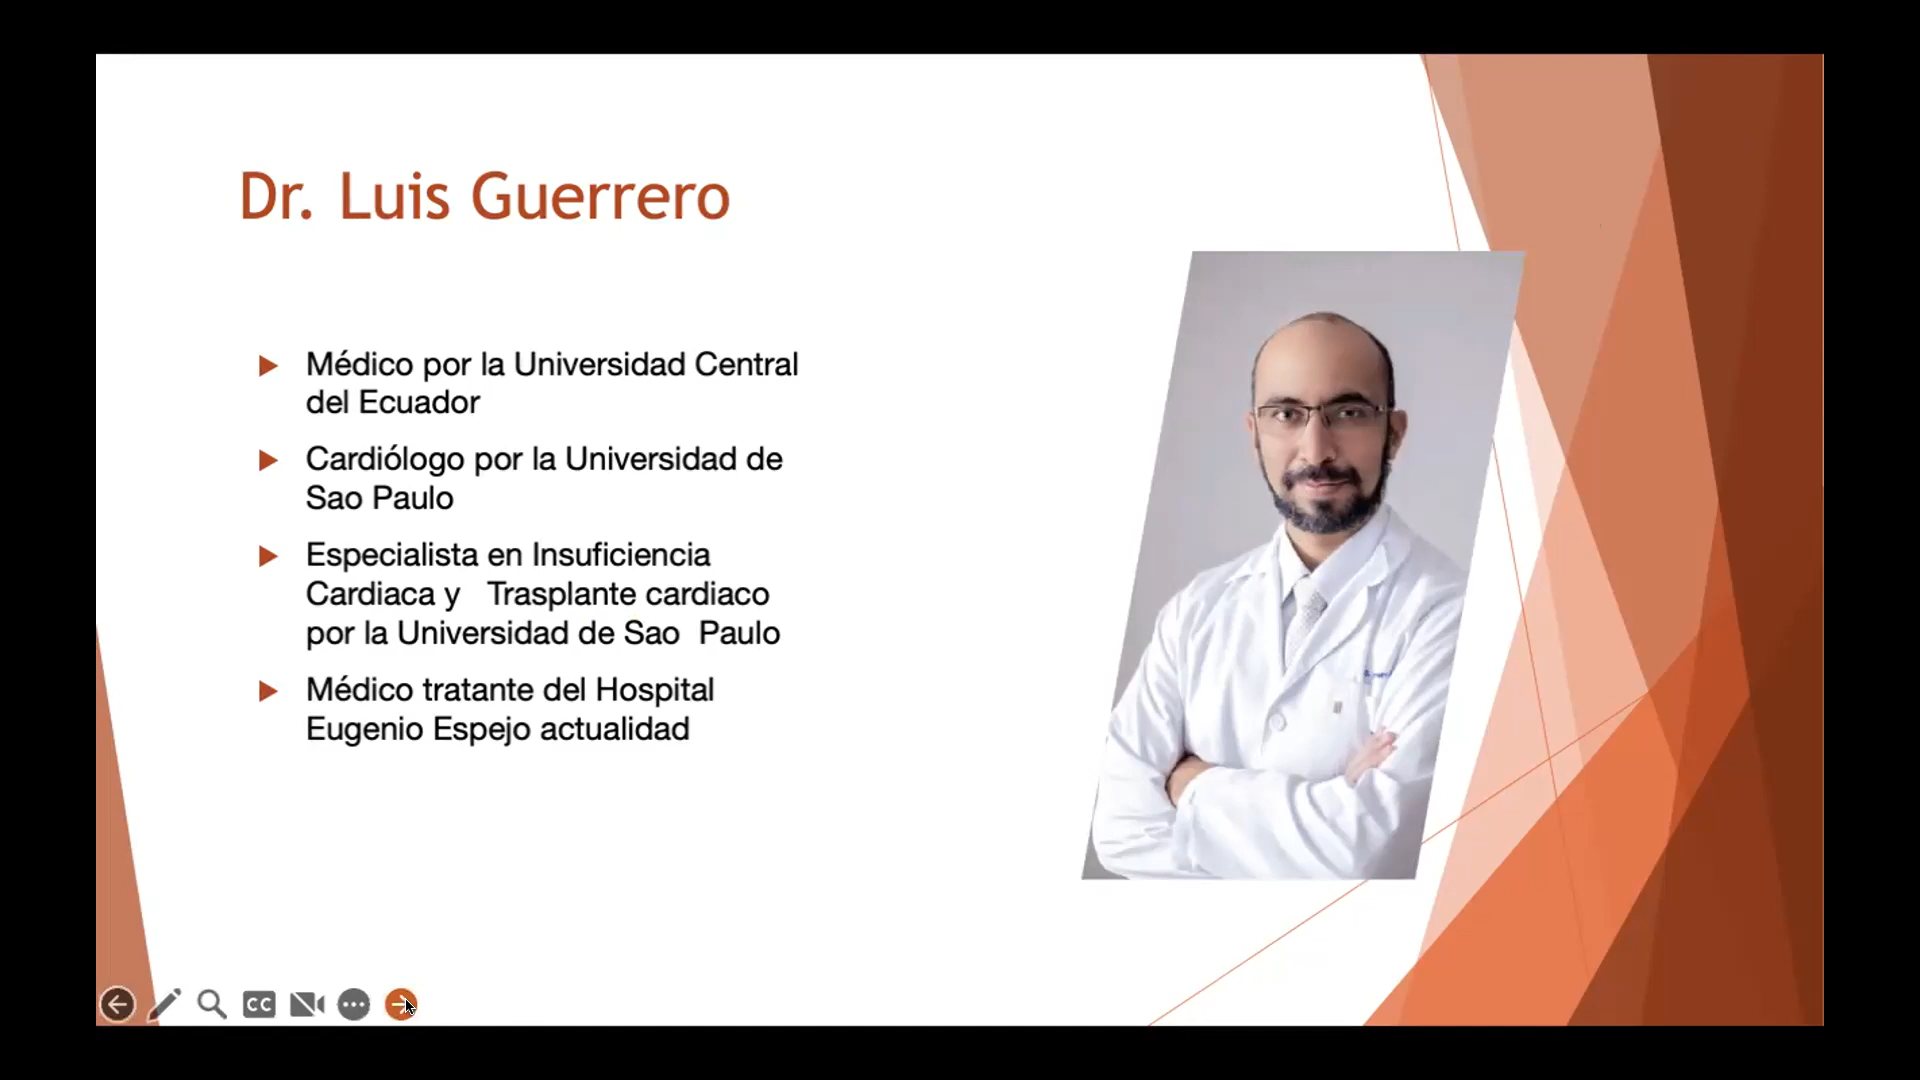 Dr. Luis Guerrero
Médico por la Universidad Central
del Ecuador
Cardiólogo por la Universidad de
Sao Paulo
Especialista en Insuficiencia
Cardiaca y Trasplante cardiaco
por la Universidad de Sao Paulo
Médico tratante del Hospital
Eugenio Espejo actualidad
CC